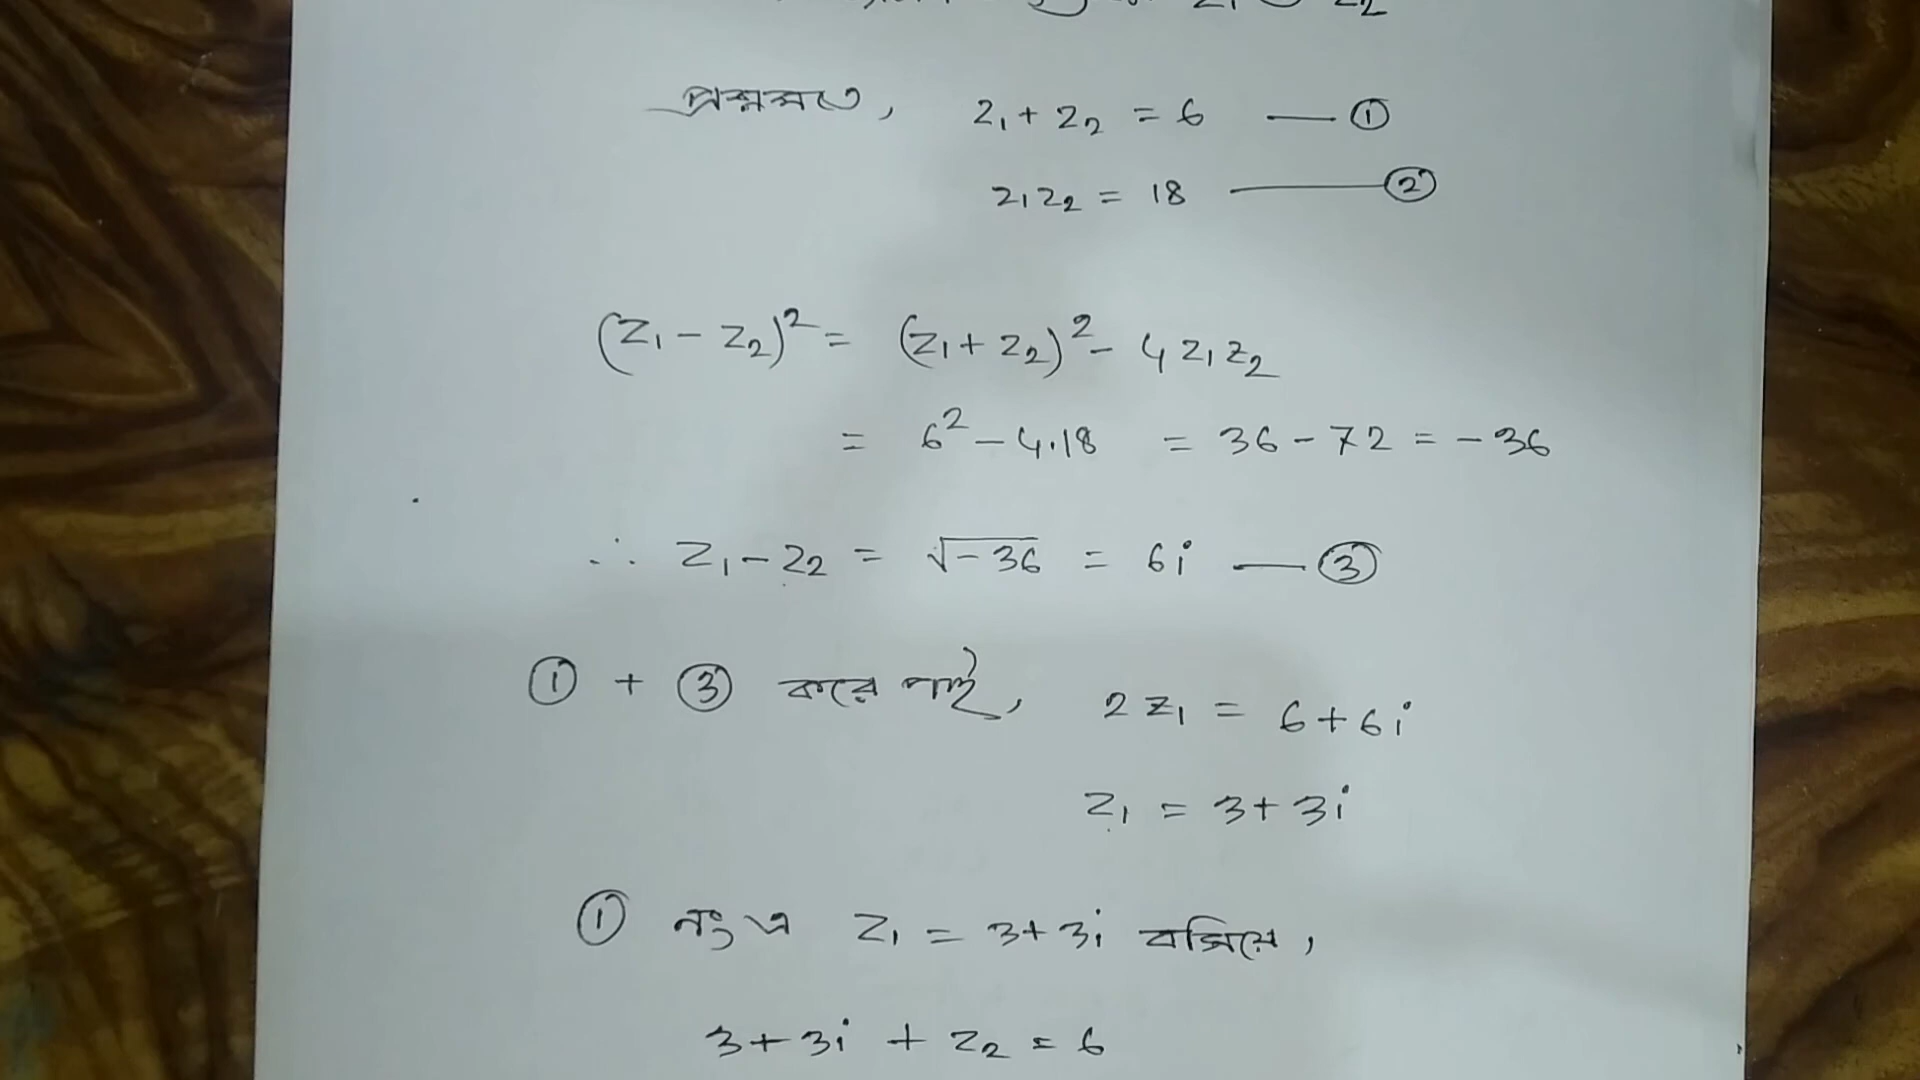 z₁ ও z₂
প্রশ্নমতে, z₁ + z₂ = 6 — ①
z₁z₂ = 18 — ②
(z₁ - z₂)² = (z₁ + z₂)² - 4z₁z₂
= 6² - 4.18 = 36 - 72 = -36
∴ z₁ - z₂ = √-36 = 6i — ③
① + ③ করে পাই, 2z₁ = 6 + 6i
z₁ = 3 + 3i
① নং এ z₁ = 3 + 3i বসিয়ে,
3 + 3i + z₂ = 6